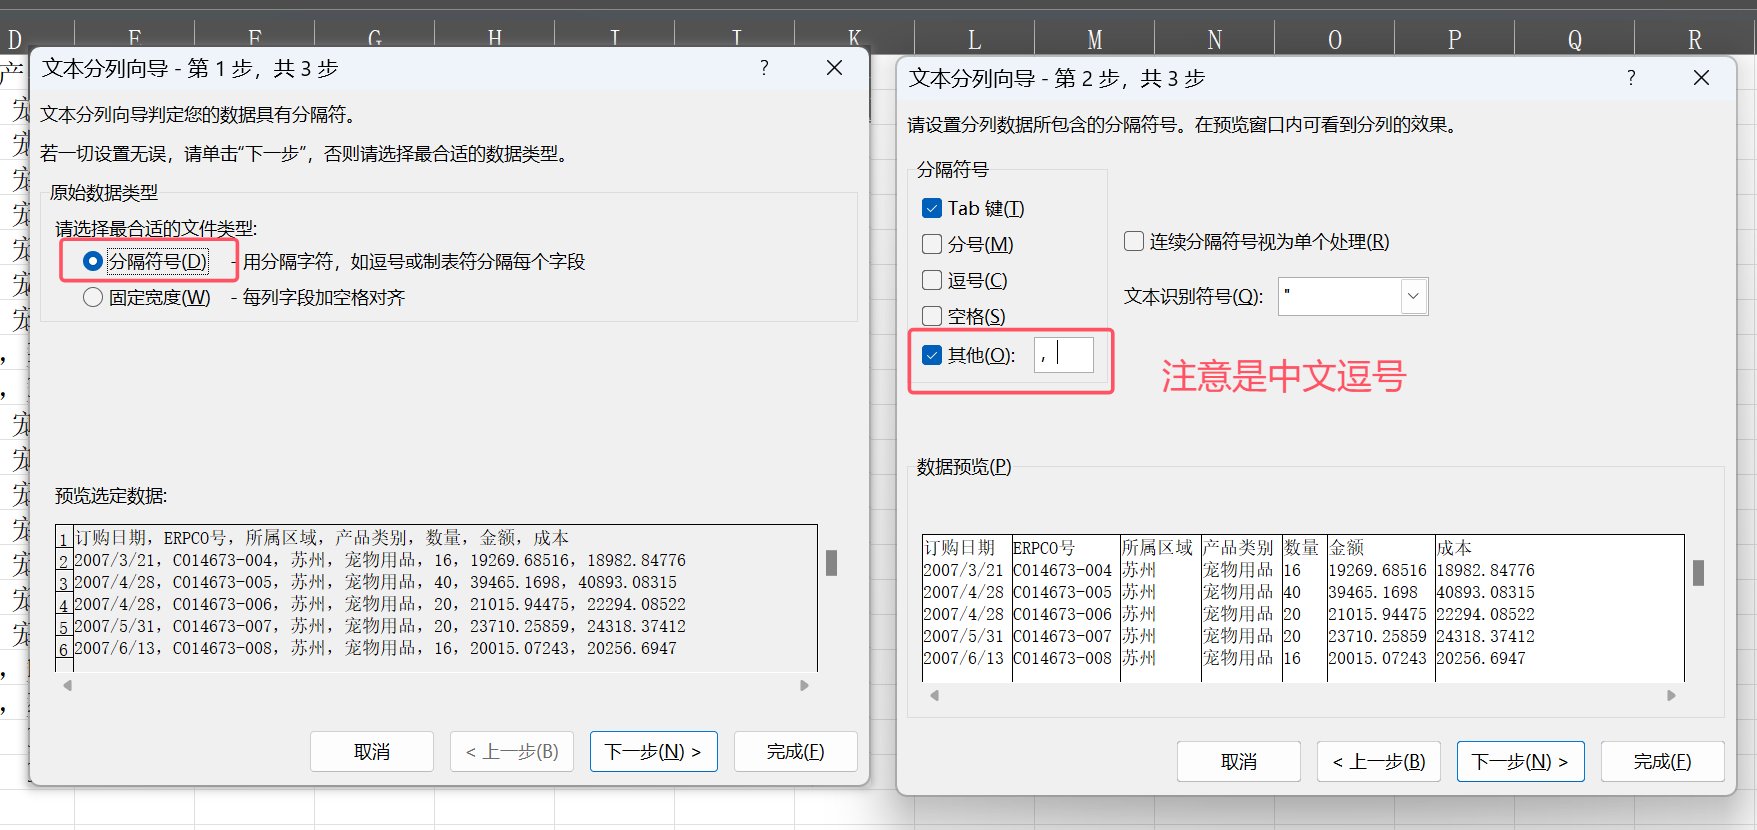 D E F G H I J K L M N O P Q R
产
宠
宠
宠
宠
宠
宠
宠
，
，
宠
宠
宠
宠
宠
宠
宠
，
，
文本分列向导 - 第 1 步，共 3 步 ?
文本分列向导判定您的数据具有分隔符。
若一切设置无误，请单击“下一步”，否则请选择最合适的数据类型。
原始数据类型
请选择最合适的文件类型:
分隔符号(D) - 用分隔字符，如逗号或制表符分隔每个字段
固定宽度(W) - 每列字段加空格对齐
预览选定数据:
1 订购日期，ERPCO号，所属区域，产品类别，数量，金额，成本
2 2007/3/21，C014673-004，苏州，宠物用品，16，19269.68516，18982.84776
3 2007/4/28，C014673-005，苏州，宠物用品，40，39465.1698，40893.08315
4 2007/4/28，C014673-006，苏州，宠物用品，20，21015.94475，22294.08522
5 2007/5/31，C014673-007，苏州，宠物用品，20，23710.25859，24318.37412
6 2007/6/13，C014673-008，苏州，宠物用品，16，20015.07243，20256.6947
取消 < 上一步(B) 下一步(N) > 完成(F)
文本分列向导 - 第 2 步，共 3 步 ?
请设置分列数据所包含的分隔符号。在预览窗口内可看到分列的效果。
分隔符号
Tab 键(T)
分号(M)
逗号(C)
空格(S)
其他(O): ，
连续分隔符号视为单个处理(R)
文本识别符号(Q): "
注意是中文逗号
数据预览(P)
订购日期 ERPCO号 所属区域 产品类别 数量 金额 成本
2007/3/21 C014673-004 苏州 宠物用品 16 19269.68516 18982.84776
2007/4/28 C014673-005 苏州 宠物用品 40 39465.1698 40893.08315
2007/4/28 C014673-006 苏州 宠物用品 20 21015.94475 22294.08522
2007/5/31 C014673-007 苏州 宠物用品 20 23710.25859 24318.37412
2007/6/13 C014673-008 苏州 宠物用品 16 20015.07243 20256.6947
取消 < 上一步(B) 下一步(N) > 完成(F)